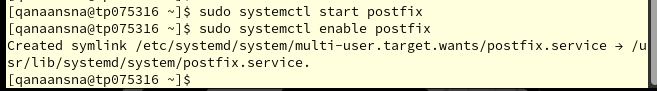 [qanaansna@tp075316 ~]$ sudo systemctl start postfix
[qanaansna@tp075316 ~]$ sudo systemctl enable postfix
Created symlink /etc/systemd/system/multi-user.target.wants/postfix.service → /u
sr/lib/systemd/system/postfix.service.
[qanaansna@tp075316 ~]$